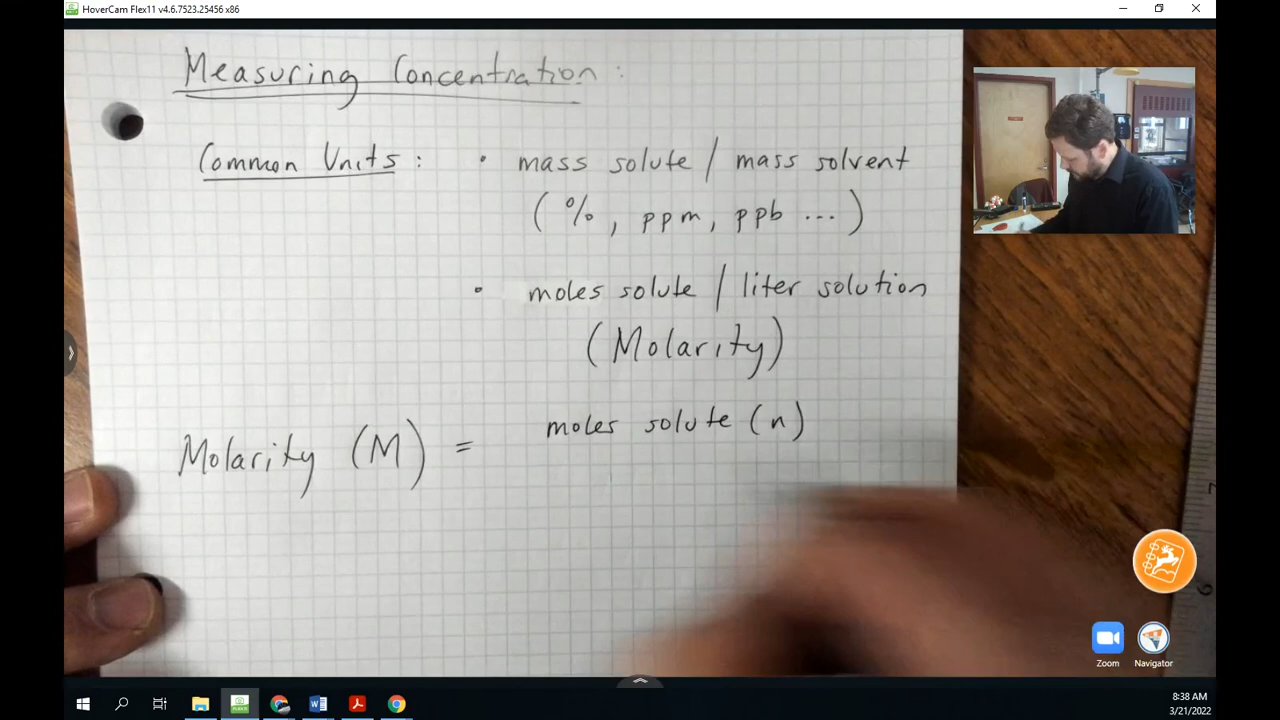 HoverCam Flex11 v4.6.7523.25456 x86
Measuring Concentration:
Common Units: • mass solute / mass solvent
(%, ppm, ppb ...)
• moles solute / liter solution
(Molarity)
moles solute (n)
Molarity (M) =
Zoom
Navigator
8:38 AM
3/21/2022